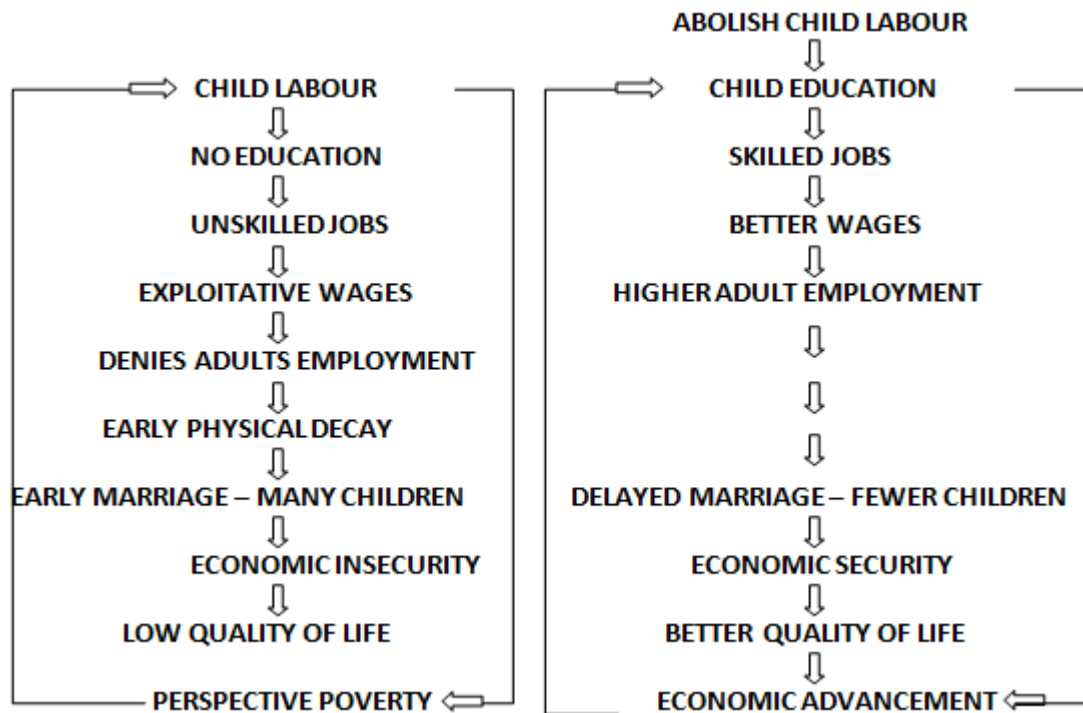 CHILD LABOUR
NO EDUCATION
UNSKILLED JOBS
EXPLOITATIVE WAGES
DENIES ADULTS EMPLOYMENT
EARLY PHYSICAL DECAY
EARLY MARRIAGE – MANY CHILDREN
ECONOMIC INSECURITY
LOW QUALITY OF LIFE
PERSPECTIVE POVERTY
ABOLISH CHILD LABOUR
CHILD EDUCATION
SKILLED JOBS
BETTER WAGES
HIGHER ADULT EMPLOYMENT
DELAYED MARRIAGE – FEWER CHILDREN
ECONOMIC SECURITY
BETTER QUALITY OF LIFE
ECONOMIC ADVANCEMENT